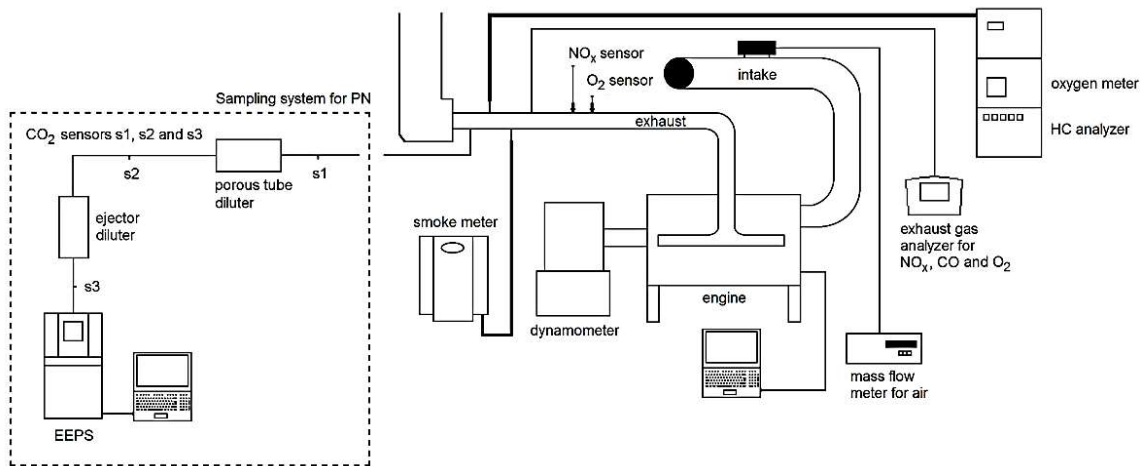 NOx sensor
O2 sensor
intake
oxygen meter
Sampling system for PN
exhaust
HC analyzer
CO2 sensors s1, s2 and s3
s2
s1
porous tube
diluter
ejector
diluter
smoke meter
exhaust gas
analyzer for
NOx, CO and O2
s3
engine
dynamometer
mass flow
meter for air
EEPS